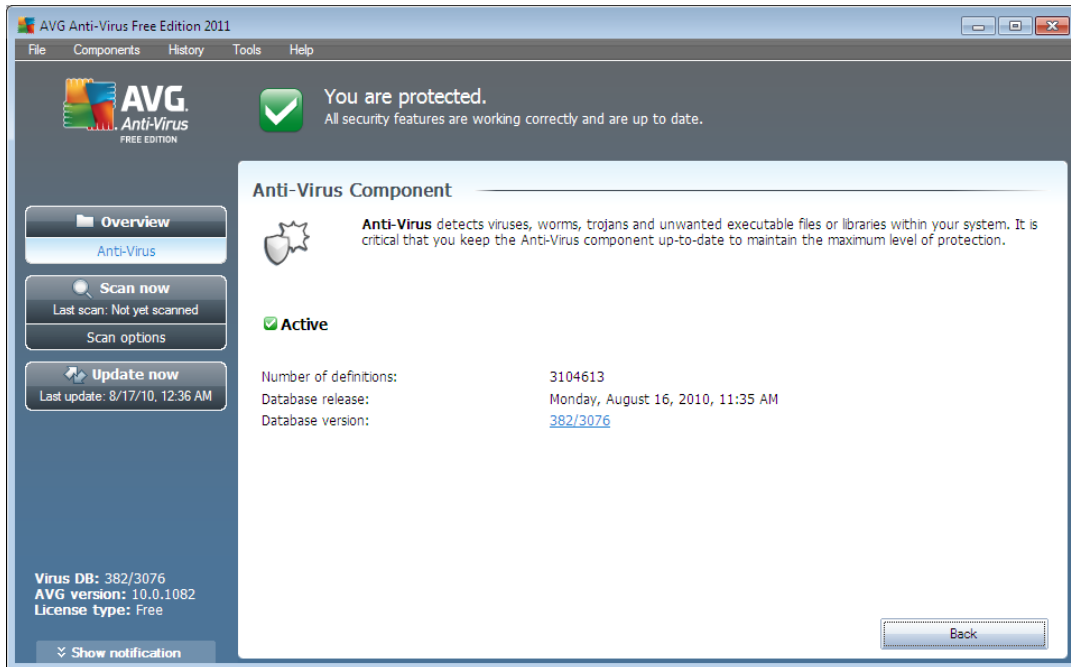 AVG Anti-Virus Free Edition 2011
File Components History Tools Help
AVG.
Anti-Virus
FREE EDITION
You are protected.
All security features are working correctly and are up to date.
Overview
Anti-Virus
Scan now
Last scan: Not yet scanned
Scan options
Update now
Last update: 8/17/10, 12:36 AM
Virus DB: 382/3076
AVG version: 10.0.1082
License type: Free
Show notification
Anti-Virus Component
Anti-Virus detects viruses, worms, trojans and unwanted executable files or libraries within your system. It is
critical that you keep the Anti-Virus component up-to-date to maintain the maximum level of protection.
Active
Number of definitions: 3104613
Database release: Monday, August 16, 2010, 11:35 AM
Database version: 382/3076
Back